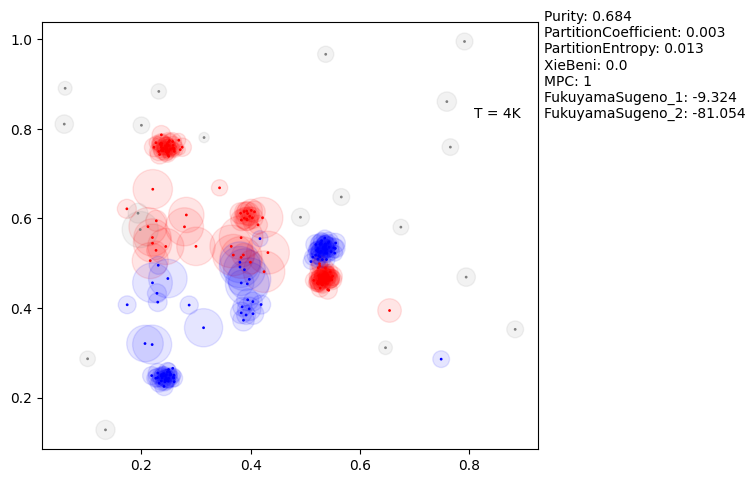 Purity: 0.684
PartitionCoefficient: 0.003
PartitionEntropy: 0.013
XieBeni: 0.0
MPC: 1
FukuyamaSugeno_1: -9.324
FukuyamaSugeno_2: -81.054
T = 4K
1.0
0.8
0.6
0.4
0.2
0.2 0.4 0.6 0.8